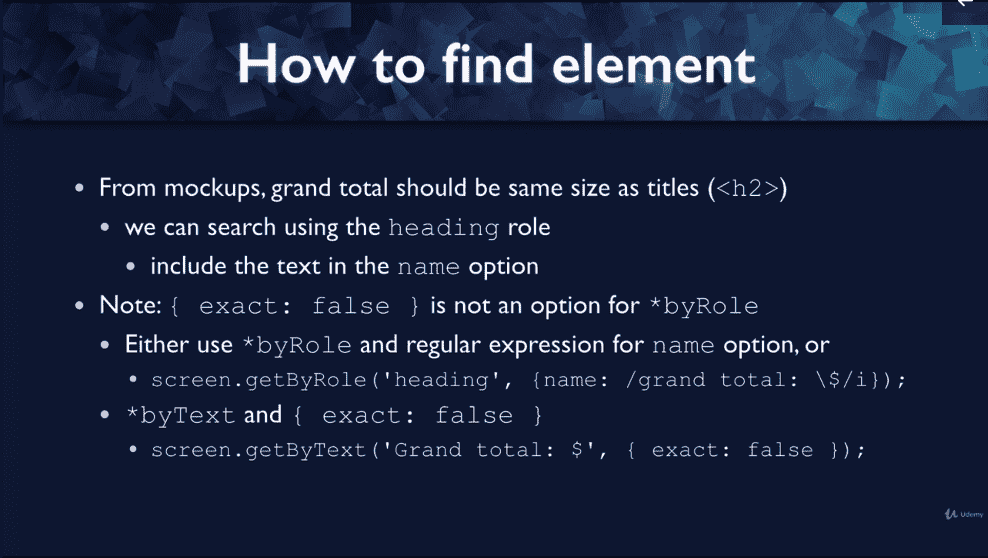 How to find element
• From mockups, grand total should be same size as titles (<h2>)
• we can search using the heading role
• include the text in the name option
• Note: { exact: false } is not an option for *byRole
• Either use *byRole and regular expression for name option, or
• screen.getByRole('heading', {name: /grand total: \$/i});
• *byText and { exact: false }
• screen.getByText('Grand total: $', { exact: false });
Udemy